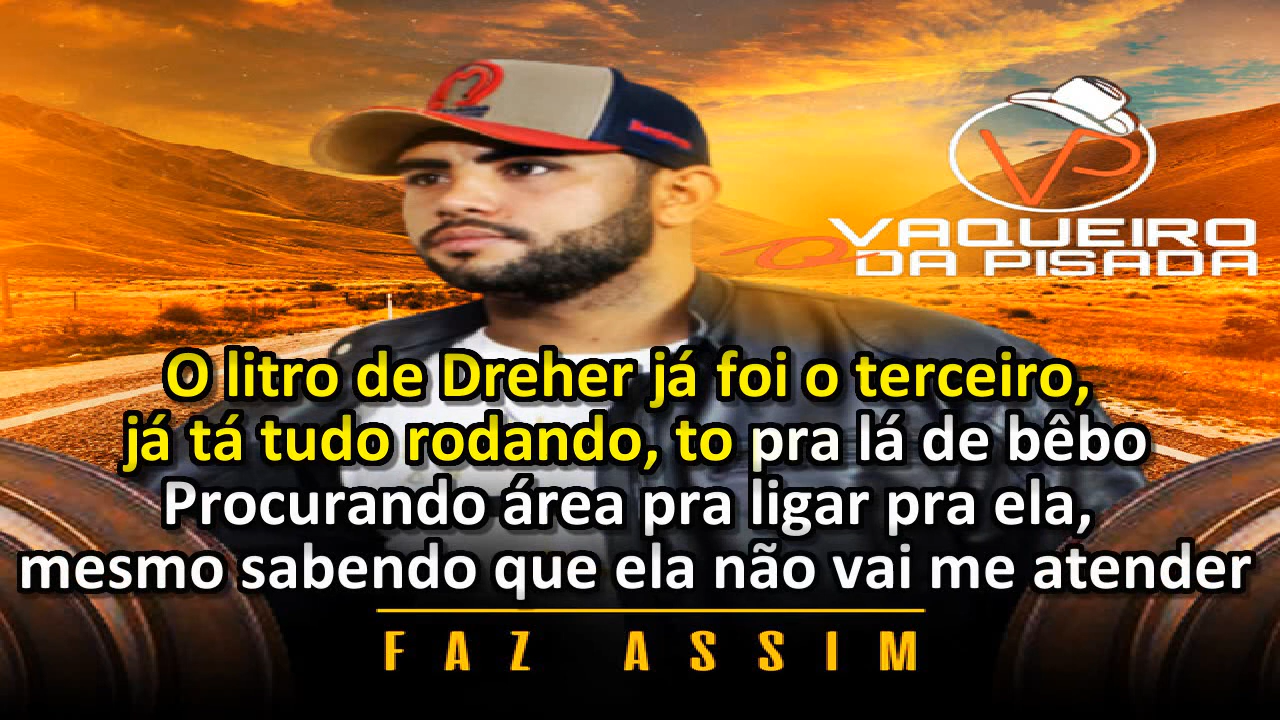 VP
O VAQUEIRO
DA PISADA
O litro de Dreher já foi o terceiro,
já tá tudo rodando, to pra lá de bêbo
Procurando área pra ligar pra ela,
mesmo sabendo que ela não vai me atender
FAZ ASSIM